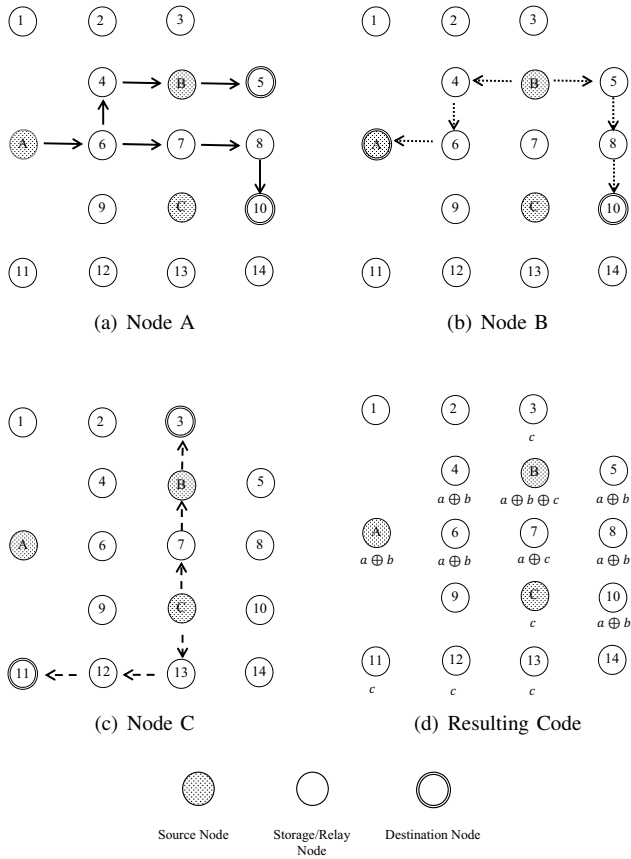 1 2 3
4 B 5
A 6 7 8
9 C 10
11 12 13 14
(a) Node A
1 2 3
4 B 5
A 6 7 8
9 C 10
11 12 13 14
(b) Node B
1 2 3
4 B 5
A 6 7 8
9 C 10
11 12 13 14
(c) Node C
1 2 3
c
4 B 5
a ⊕ b a ⊕ b ⊕ c a ⊕ b
A 6 7 8
a ⊕ b a ⊕ b a ⊕ c a ⊕ b
9 C 10
c a ⊕ b
11 12 13 14
c c c
(d) Resulting Code
Source Node Storage/Relay Destination Node
Node